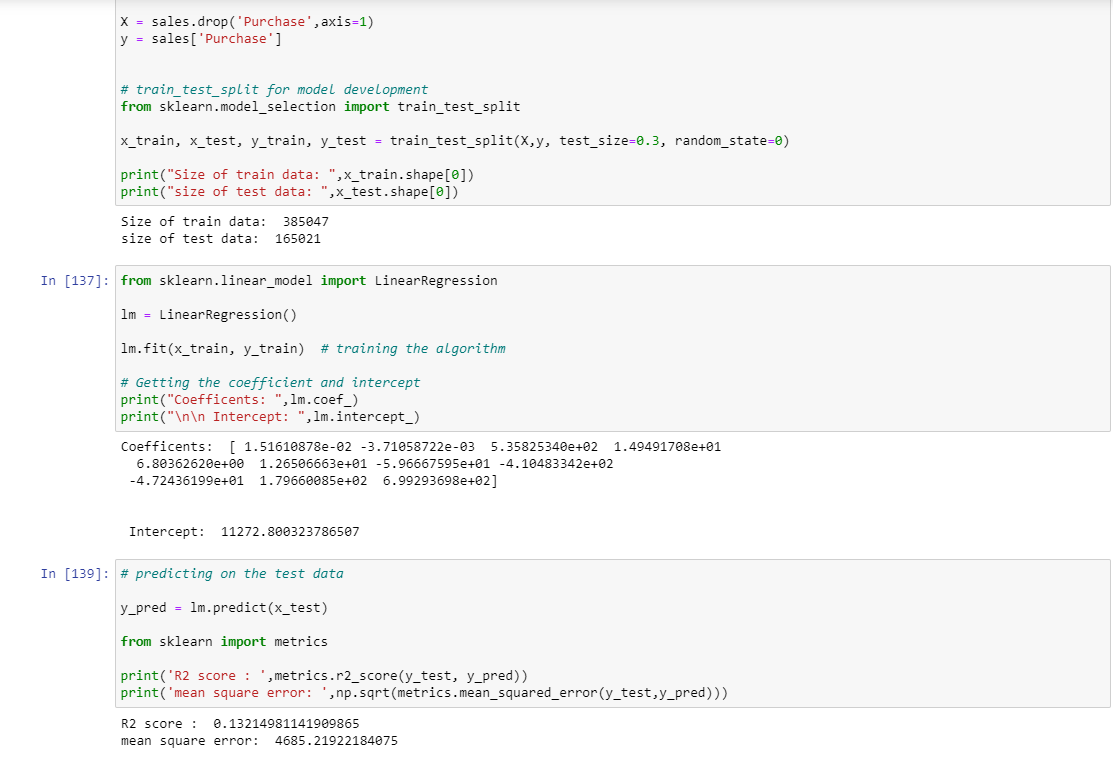 X = sales.drop('Purchase',axis=1)
y = sales['Purchase']
# train_test_split for model development
from sklearn.model_selection import train_test_split
x_train, x_test, y_train, y_test = train_test_split(X,y, test_size=0.3, random_state=0)
print("Size of train data: ",x_train.shape[0])
print("size of test data: ",x_test.shape[0])
Size of train data:  385047
size of test data:  165021
In [137]: from sklearn.linear_model import LinearRegression
lm = LinearRegression()
lm.fit(x_train, y_train)  # training the algorithm
# Getting the coefficient and intercept
print("Coefficents: ",lm.coef_)
print("\n\n Intercept: ",lm.intercept_)
Coefficents:  [ 1.51610878e-02 -3.71058722e-03  5.35825340e+02  1.49491708e+01
6.80362620e+00  1.26506663e+01 -5.96667595e+01 -4.10483342e+02
-4.72436199e+01  1.79660085e+02  6.99293698e+02]
Intercept:  11272.800323786507
In [139]: # predicting on the test data
y_pred = lm.predict(x_test)
from sklearn import metrics
print('R2 score : ',metrics.r2_score(y_test, y_pred))
print('mean square error: ',np.sqrt(metrics.mean_squared_error(y_test,y_pred)))
R2 score :  0.13214981141909865
mean square error:  4685.21922184075